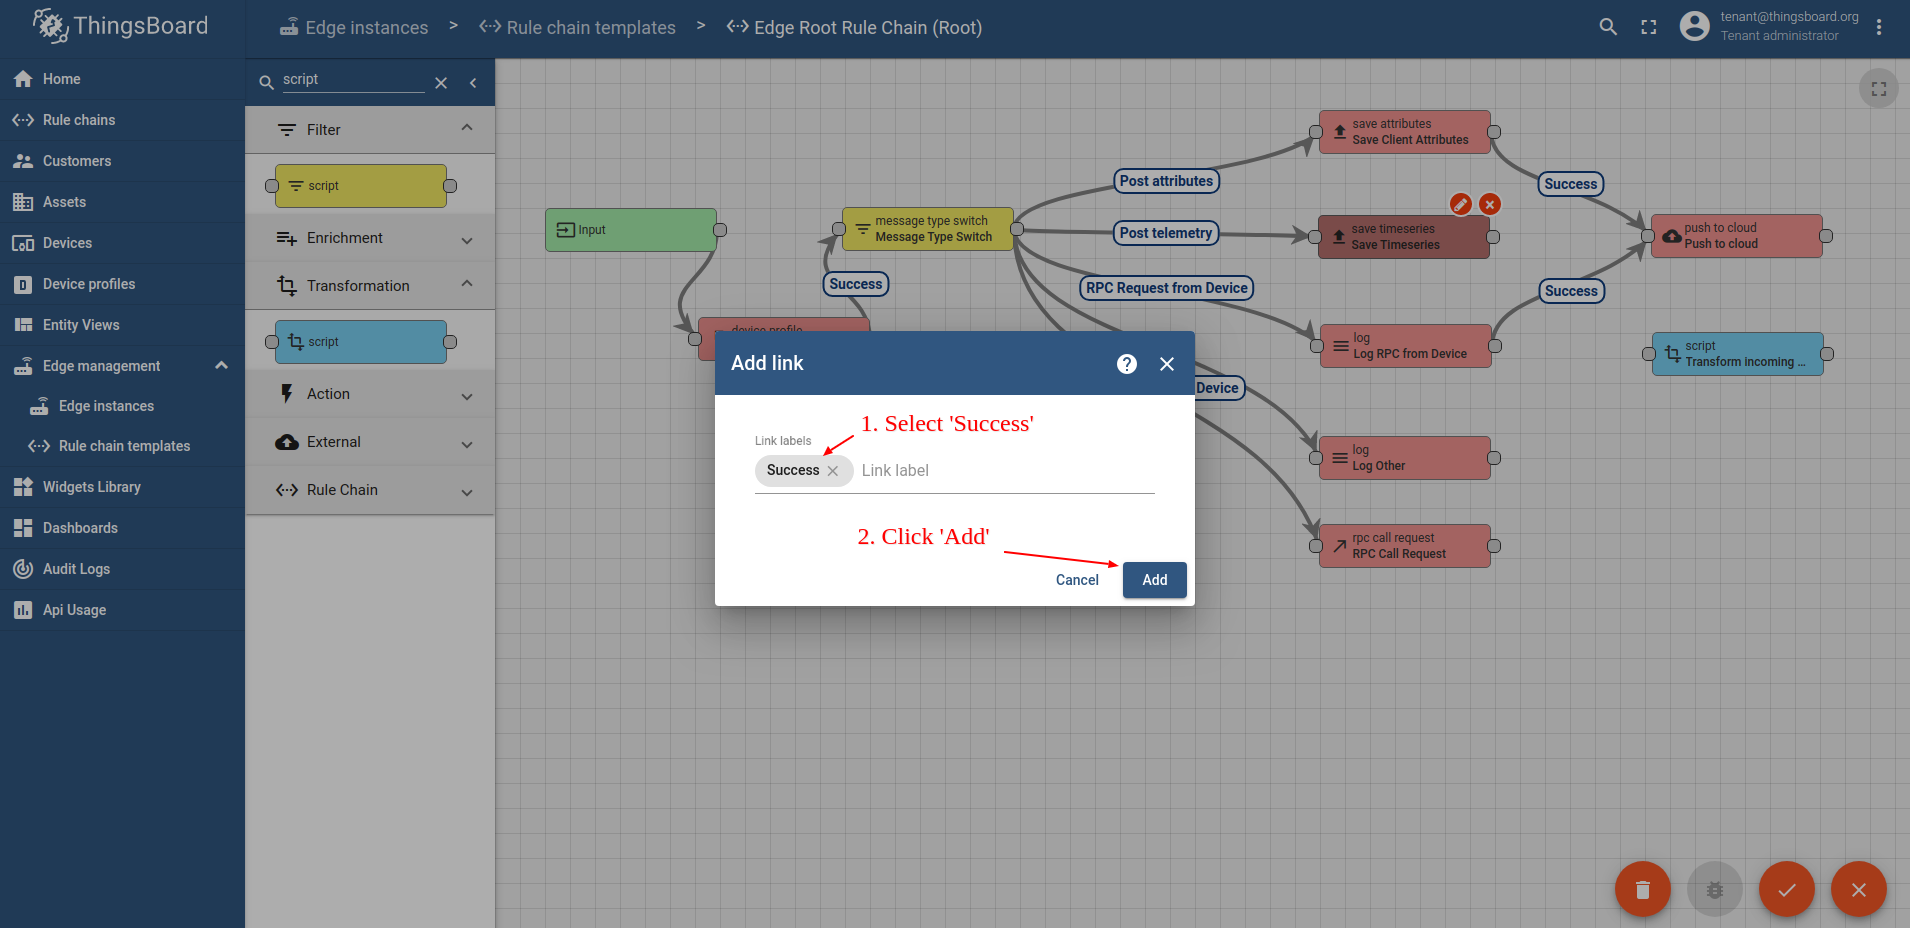 ThingsBoard
Edge instances > Rule chain templates > Edge Root Rule Chain (Root)
tenant@thingsboard.org
Tenant administrator
Home
Rule chains
Customers
Assets
Devices
Device profiles
Entity Views
Edge management
Edge instances
Rule chain templates
Widgets Library
Dashboards
Audit Logs
Api Usage
script
Filter
script
Enrichment
Transformation
script
Action
External
Rule Chain
Input
device profile
Success
message type switch
Message Type Switch
Post attributes
Post telemetry
RPC Request from Device
Device
save attributes
Save Client Attributes
save timeseries
Save Timeseries
log
Log RPC from Device
log
Log Other
rpc call request
RPC Call Request
Success
Success
push to cloud
Push to cloud
script
Transform incoming ...
Add link
1. Select 'Success'
Link labels
Success
Link label
2. Click 'Add'
Cancel
Add